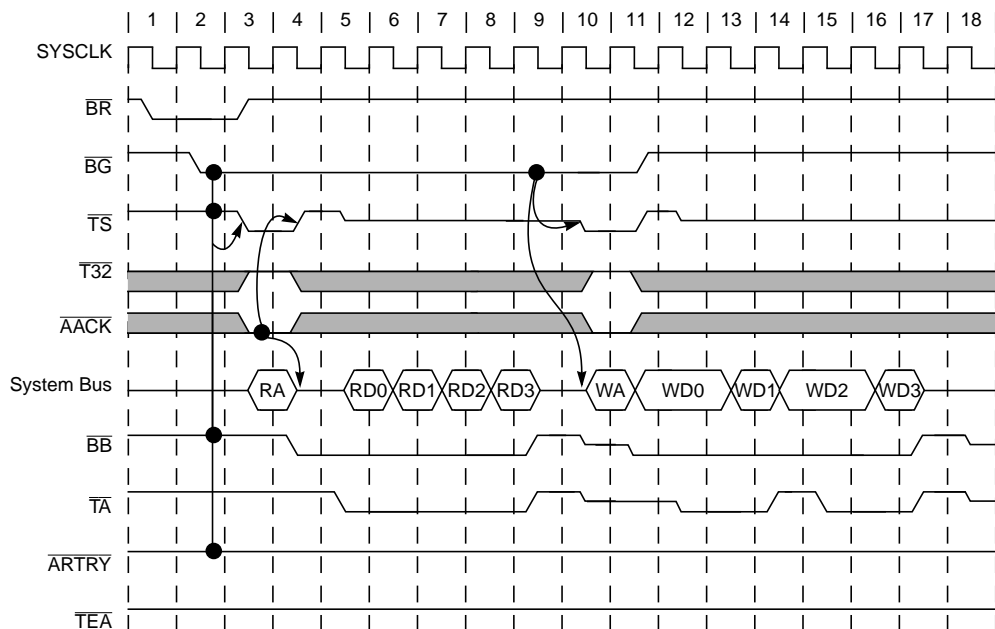 1 2 3 4 5 6 7 8 9 10 11 12 13 14 15 16 17 18
SYSCLK
BR
BG
TS
T32
AACK
System Bus RA RD0 RD1 RD2 RD3 WA WD0 WD1 WD2 WD3
BB
TA
ARTRY
TEA